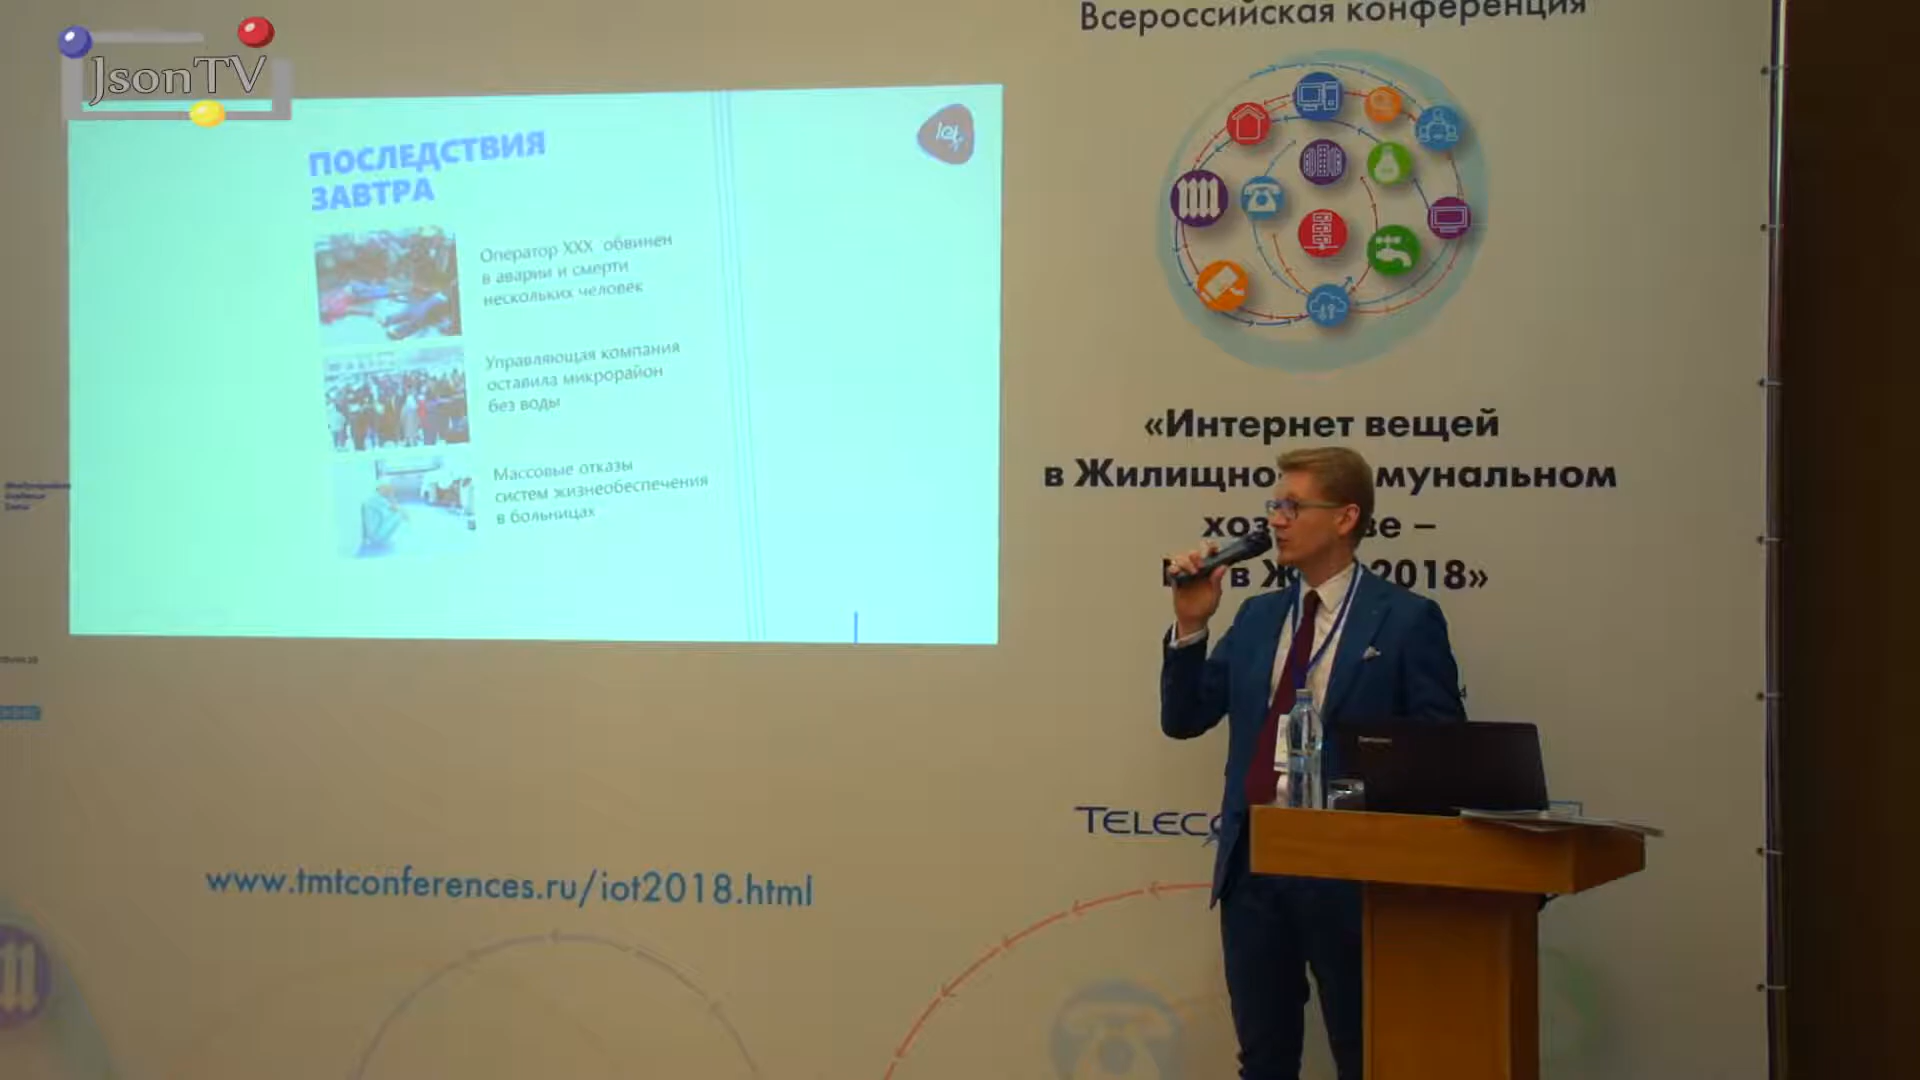 JsonTV
ПОСЛЕДСТВИЯ
ЗАВТРА
Оператор XXX обвинен
в аварии и смерти
нескольких человек
Управляющая компания
оставила микрорайон
без воды
Массовые отказы
систем жизнеобеспечения
в больницах
Всероссийская конференция
«Интернет вещей
в Жилищно мунальном
хоз ве –
в Ж 2018»
TELECO
www.tmtconferences.ru/iot2018.html